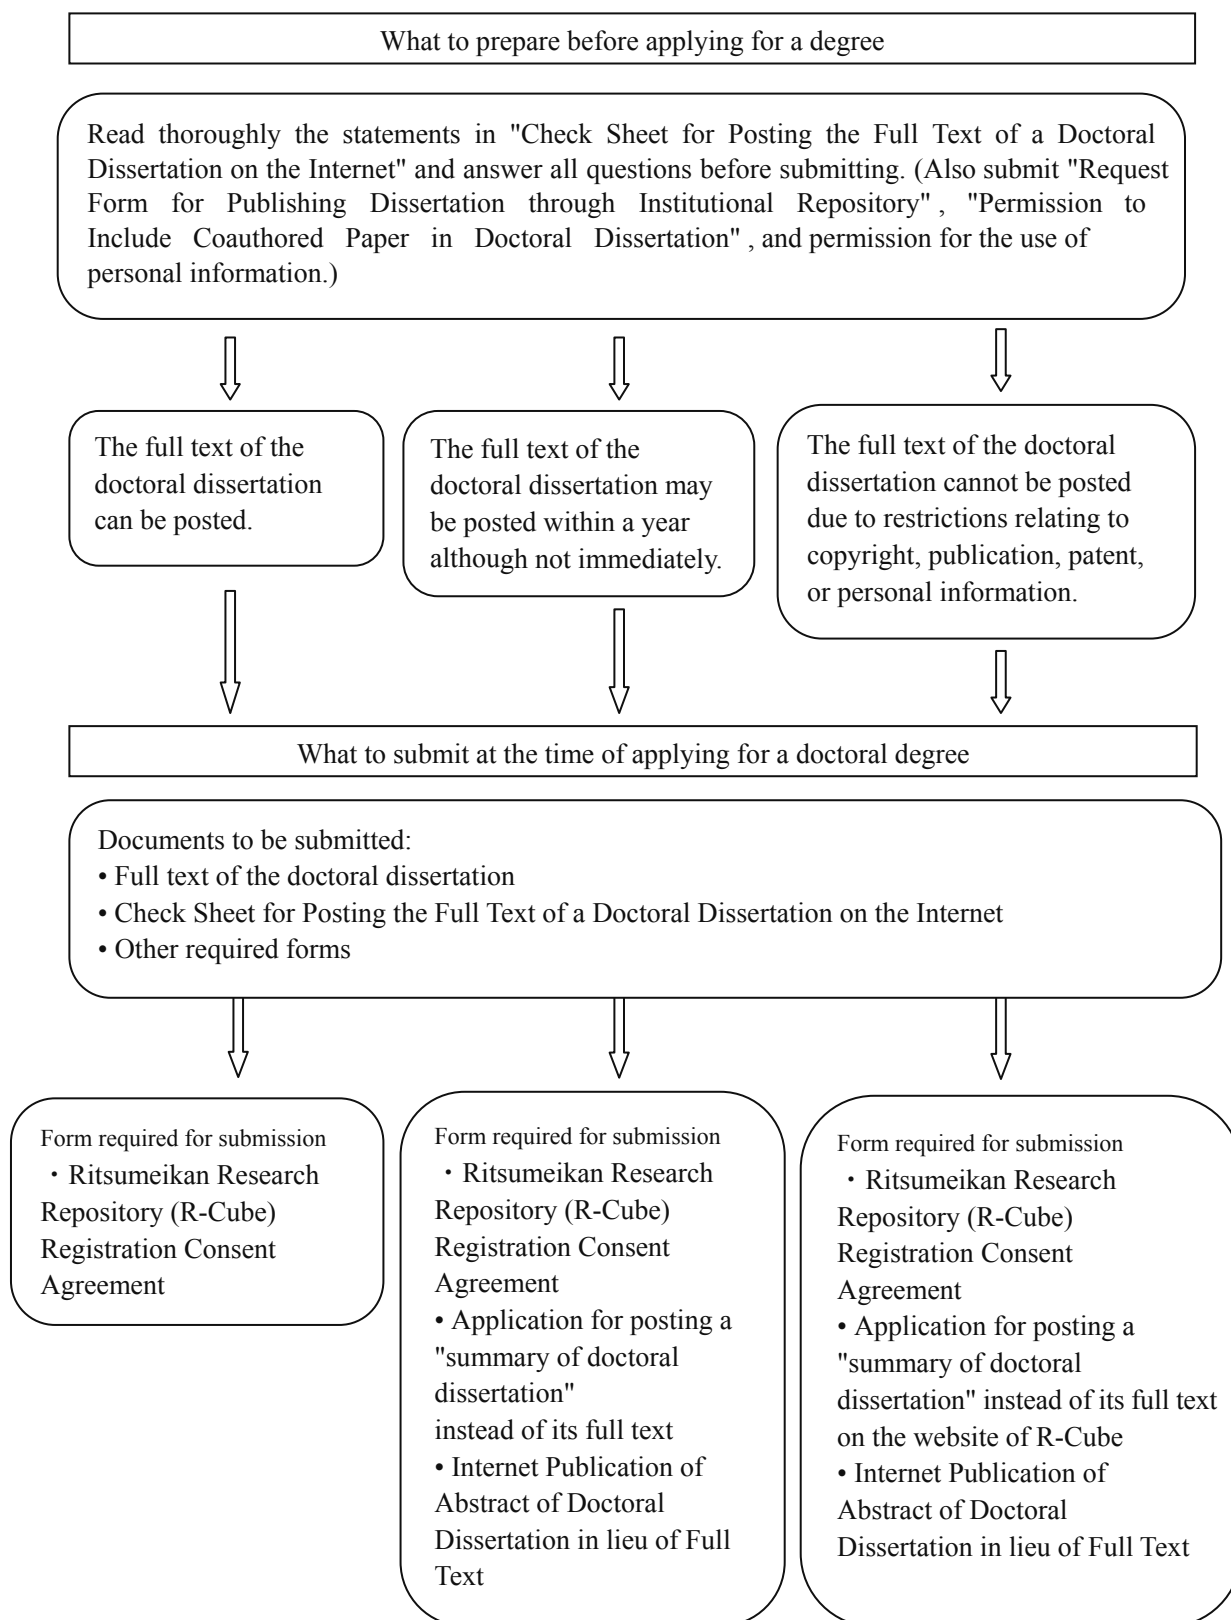 What to prepare before applying for a degree
Read thoroughly the statements in "Check Sheet for Posting the Full Text of a Doctoral
Dissertation on the Internet" and answer all questions before submitting. (Also submit "Request
Form for Publishing Dissertation through Institutional Repository" , "Permission to
Include Coauthored Paper in Doctoral Dissertation" , and permission for the use of
personal information.)
The full text of the
doctoral dissertation
can be posted.
The full text of the
doctoral dissertation may
be posted within a year
although not immediately.
The full text of the doctoral
dissertation cannot be posted
due to restrictions relating to
copyright, publication, patent,
or personal information.
What to submit at the time of applying for a doctoral degree
Documents to be submitted:
• Full text of the doctoral dissertation
• Check Sheet for Posting the Full Text of a Doctoral Dissertation on the Internet
• Other required forms
Form required for submission
・Ritsumeikan Research
Repository (R-Cube)
Registration Consent
Agreement
Form required for submission
・Ritsumeikan Research
Repository (R-Cube)
Registration Consent
Agreement
• Application for posting a
"summary of doctoral
dissertation"
instead of its full text
• Internet Publication of
Abstract of Doctoral
Dissertation in lieu of Full
Text
Form required for submission
・Ritsumeikan Research
Repository (R-Cube)
Registration Consent
Agreement
• Application for posting a
"summary of doctoral
dissertation" instead of its full text
on the website of R-Cube
• Internet Publication of
Abstract of Doctoral
Dissertation in lieu of Full Text